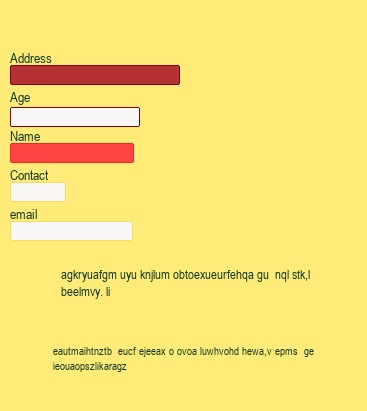 Address
Age
Name
Contact
email
agkryuafgm uyu knjlum obtoexueurfehqa gu  nql stk,l
beelmvy. li
eautmaihtnztb  eucf ejeeax o ovoa luwhvohd hewa,v epms  ge
ieouaopszlikaragz